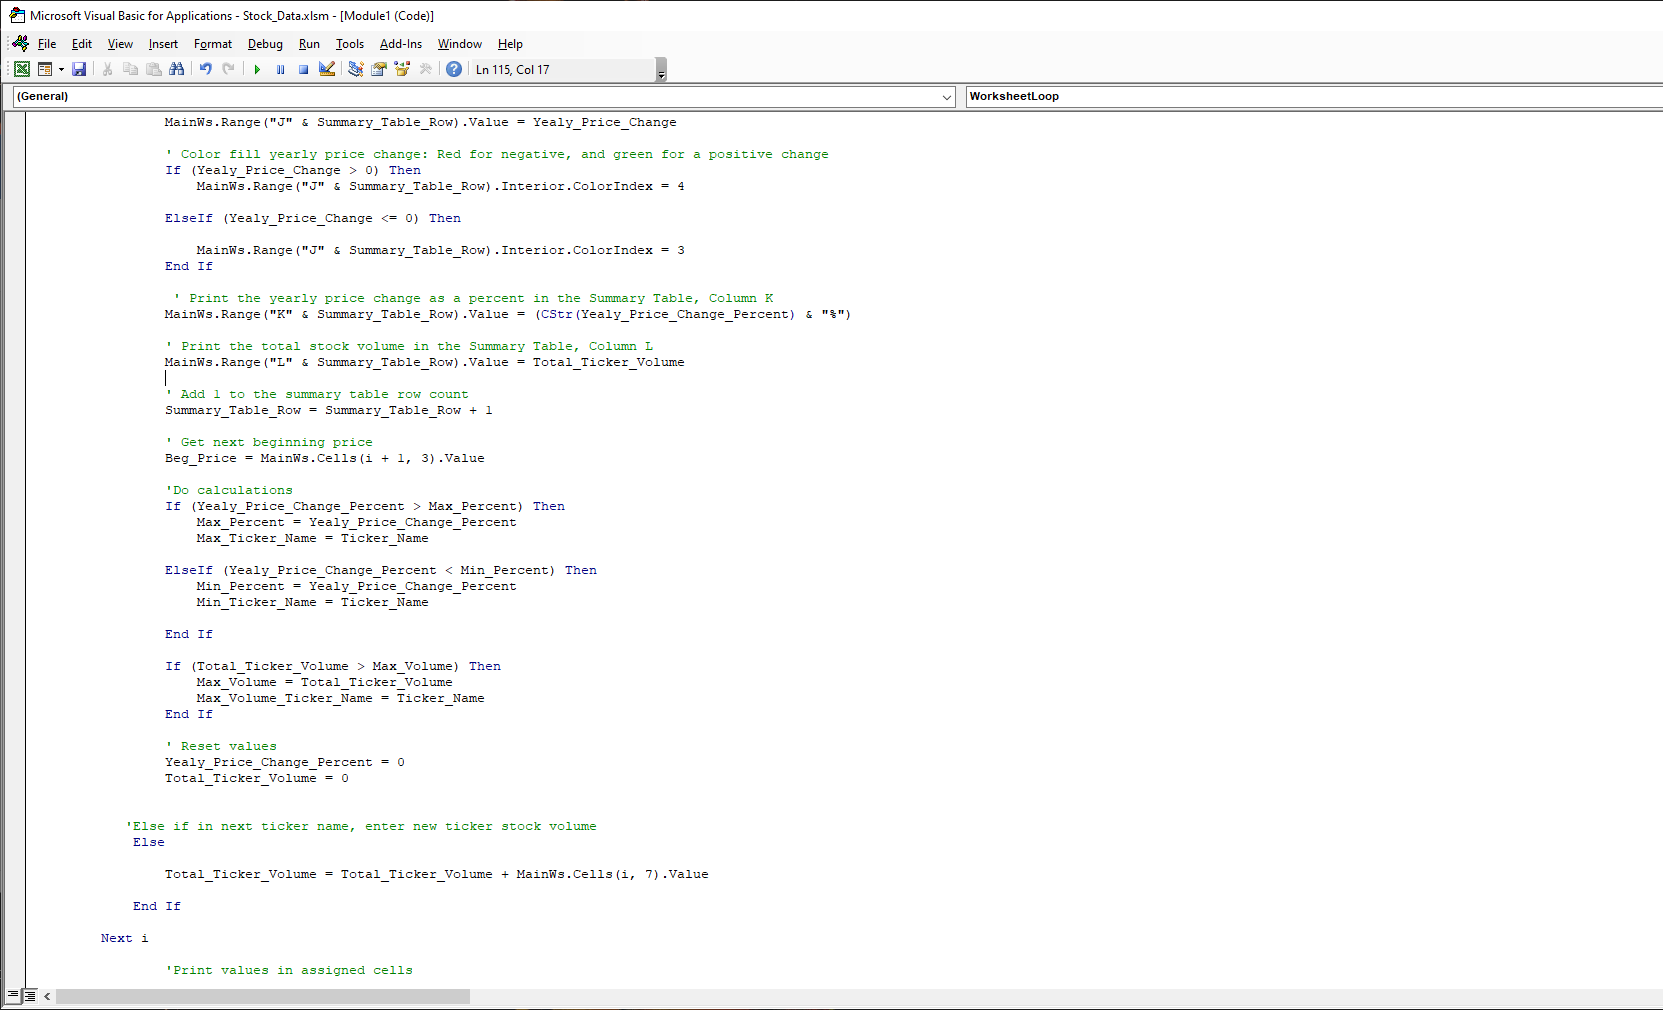 Microsoft Visual Basic for Applications - Stock_Data.xlsm - [Module1 (Code)]
File Edit View Insert Format Debug Run Tools Add-Ins Window Help
Ln 115, Col 17
(General) WorksheetLoop
MainWs.Range("J" & Summary_Table_Row).Value = Yealy_Price_Change
' Color fill yearly price change: Red for negative, and green for a positive change
If (Yealy_Price_Change > 0) Then
MainWs.Range("J" & Summary_Table_Row).Interior.ColorIndex = 4
ElseIf (Yealy_Price_Change <= 0) Then
MainWs.Range("J" & Summary_Table_Row).Interior.ColorIndex = 3
End If
' Print the yearly price change as a percent in the Summary Table, Column K
MainWs.Range("K" & Summary_Table_Row).Value = (CStr(Yealy_Price_Change_Percent) & "%")
' Print the total stock volume in the Summary Table, Column L
MainWs.Range("L" & Summary_Table_Row).Value = Total_Ticker_Volume
' Add 1 to the summary table row count
Summary_Table_Row = Summary_Table_Row + 1
' Get next beginning price
Beg_Price = MainWs.Cells(i + 1, 3).Value
'Do calculations
If (Yealy_Price_Change_Percent > Max_Percent) Then
Max_Percent = Yealy_Price_Change_Percent
Max_Ticker_Name = Ticker_Name
ElseIf (Yealy_Price_Change_Percent < Min_Percent) Then
Min_Percent = Yealy_Price_Change_Percent
Min_Ticker_Name = Ticker_Name
End If
If (Total_Ticker_Volume > Max_Volume) Then
Max_Volume = Total_Ticker_Volume
Max_Volume_Ticker_Name = Ticker_Name
End If
' Reset values
Yealy_Price_Change_Percent = 0
Total_Ticker_Volume = 0
'Else if in next ticker name, enter new ticker stock volume
Else
Total_Ticker_Volume = Total_Ticker_Volume + MainWs.Cells(i, 7).Value
End If
Next i
'Print values in assigned cells